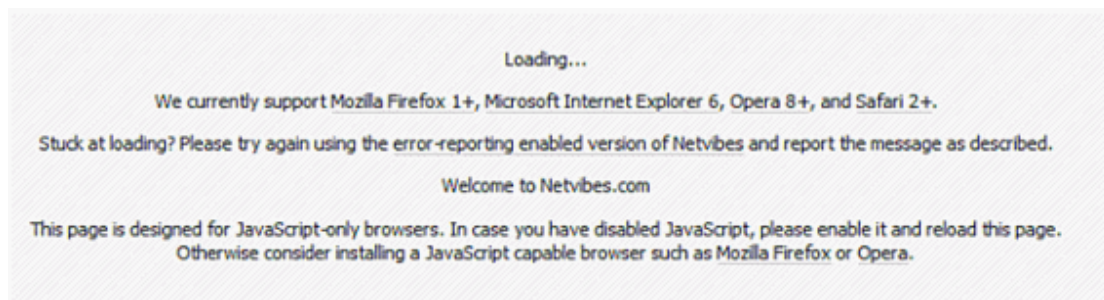 Loading...
We currently support Mozilla Firefox 1+, Microsoft Internet Explorer 6, Opera 8+, and Safari 2+.
Stuck at loading? Please try again using the error-reporting enabled version of Netvibes and report the message as described.
Welcome to Netvibes.com
This page is designed for JavaScript-only browsers. In case you have disabled JavaScript, please enable it and reload this page.
Otherwise consider installing a JavaScript capable browser such as Mozilla Firefox or Opera.